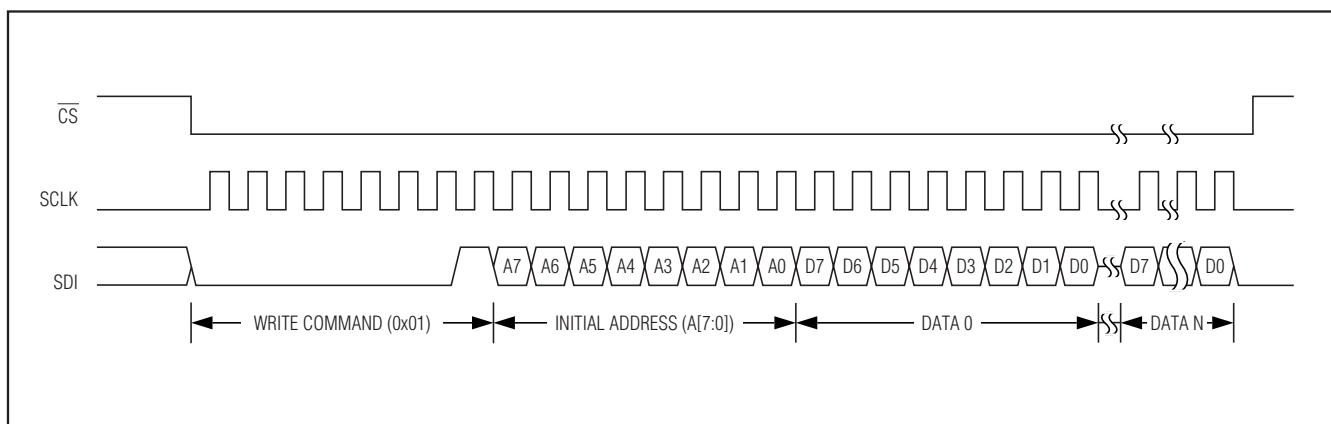 CS
SCLK
SDI
A7 A6 A5 A4 A3 A2 A1 A0 D7 D6 D5 D4 D3 D2 D1 D0 D7 D0
WRITE COMMAND (0x01) INITIAL ADDRESS (A[7:0]) DATA 0 DATA N